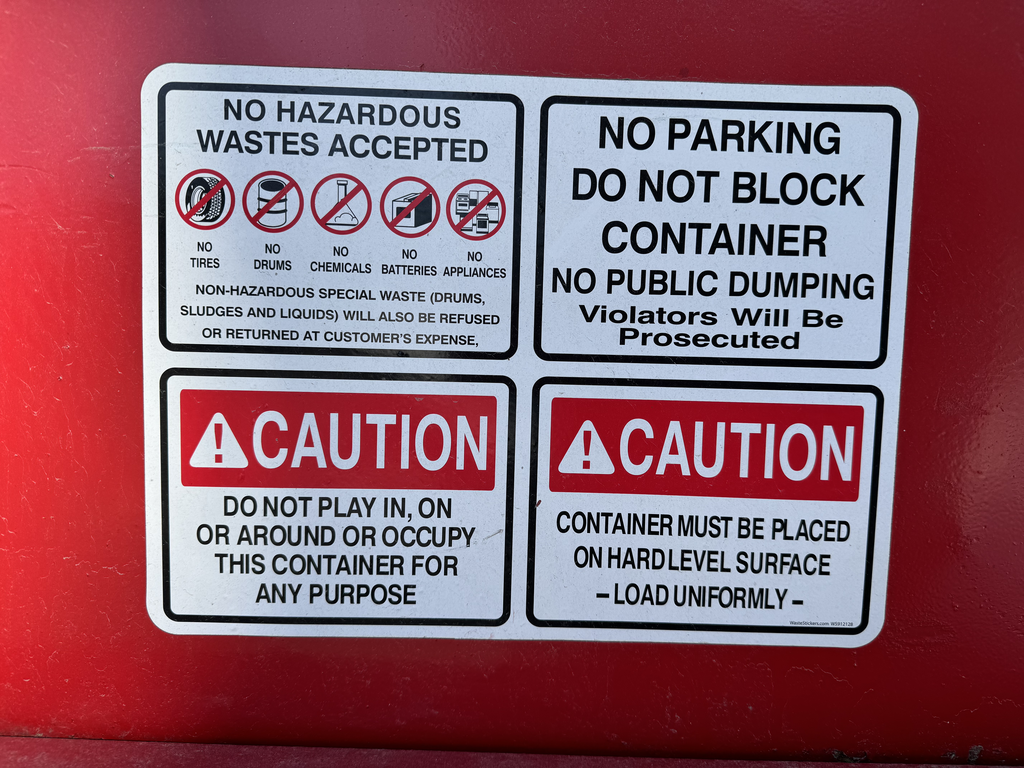 NO HAZARDOUS
WASTES ACCEPTED
NO
TIRES
NO
DRUMS
NO
CHEMICALS
NO
BATTERIES
NO
APPLIANCES
NON-HAZARDOUS SPECIAL WASTE (DRUMS,
SLUDGES AND LIQUIDS) WILL ALSO BE REFUSED
OR RETURNED AT CUSTOMER'S EXPENSE,
NO PARKING
DO NOT BLOCK
CONTAINER
NO PUBLIC DUMPING
Violators Will Be
Prosecuted
CAUTION
DO NOT PLAY IN, ON
OR AROUND OR OCCUPY
THIS CONTAINER FOR
ANY PURPOSE
CAUTION
CONTAINER MUST BE PLACED
ON HARD LEVEL SURFACE
– LOAD UNIFORMLY –
WasteStickers.com WS912128